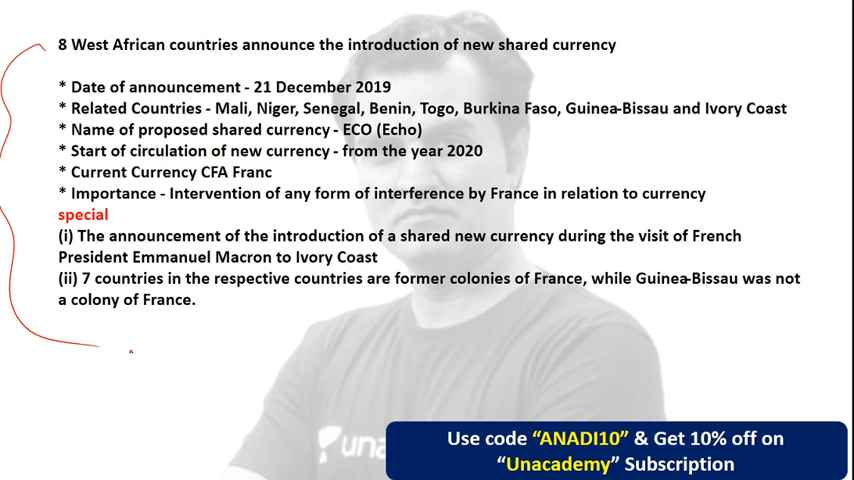 8 West African countries announce the introduction of new shared currency
* Date of announcement - 21 December 2019
* Related Countries - Mali, Niger, Senegal, Benin, Togo, Burkina Faso, Guinea-Bissau and Ivory Coast
* Name of proposed shared currency - ECO (Echo)
* Start of circulation of new currency - from the year 2020
* Current Currency CFA Franc
* Importance - Intervention of any form of interference by France in relation to currency
special
(i) The announcement of the introduction of a shared new currency during the visit of French
President Emmanuel Macron to Ivory Coast
(ii) 7 countries in the respective countries are former colonies of France, while Guinea-Bissau was not
a colony of France.
una
Use code “ANADI10” & Get 10% off on
“Unacademy” Subscription